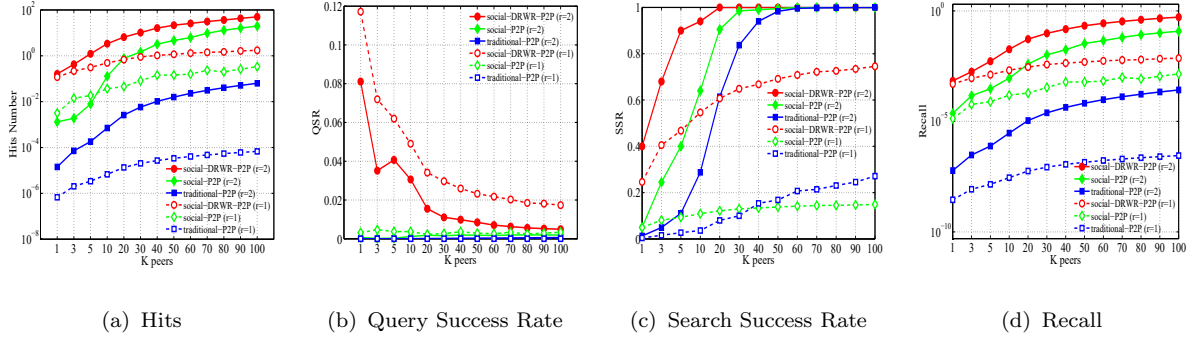 10^2
10^0
10^-2
10^-4
10^-6
10^-8
Hits Number
social-DRWR-P2P (r=2)
social-P2P (r=2)
traditional-P2P (r=2)
social-DRWR-P2P (r=1)
social-P2P (r=1)
traditional-P2P (r=1)
1 3 5 10 20 30 40 50 60 70 80 90 100
K peers
(a) Hits
0.12
0.1
0.08
0.06
0.04
0.02
0
QSR
social-DRWR-P2P (r=2)
social-P2P (r=2)
traditional-P2P (r=2)
social-DRWR-P2P (r=1)
social-P2P (r=1)
traditional-P2P (r=1)
1 3 5 10 20 30 40 50 60 70 80 90 100
K peers
(b) Query Success Rate
1
0.8
0.6
0.4
0.2
0
SSR
social-DRWR-P2P (r=2)
social-P2P (r=2)
traditional-P2P (r=2)
social-DRWR-P2P (r=1)
social-P2P (r=1)
traditional-P2P (r=1)
1 3 5 10 20 30 40 50 60 70 80 90 100
K peers
(c) Search Success Rate
10^0
10^-5
10^-10
Recall
social-DRWR-P2P (r=2)
social-P2P (r=2)
traditional-P2P (r=2)
social-DRWR-P2P (r=1)
social-P2P (r=1)
traditional-P2P (r=1)
1 3 5 10 20 30 40 50 60 70 80 90 100
K peers
(d) Recall